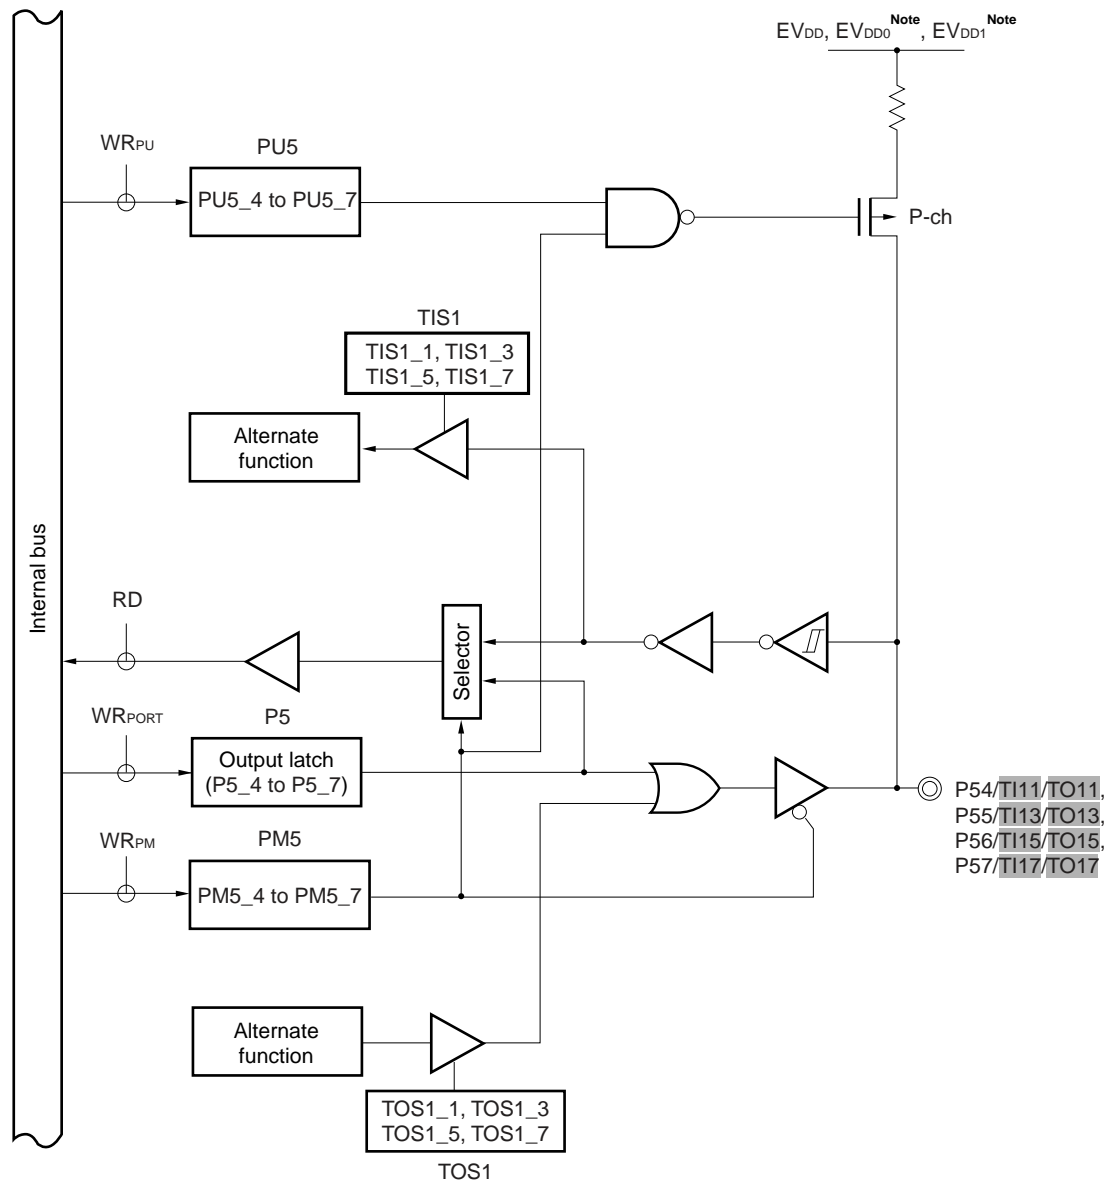 EVDD, EVDD0Note, EVDD1Note
WRPU
PU5
PU5_4 to PU5_7
P-ch
TIS1
TIS1_1, TIS1_3
TIS1_5, TIS1_7
Alternate
function
Internal bus
RD
Selector
WRPORT
P5
Output latch
(P5_4 to P5_7)
P54/TI11/TO11,
P55/TI13/TO13,
P56/TI15/TO15,
P57/TI17/TO17
WRPM
PM5
PM5_4 to PM5_7
Alternate
function
TOS1_1, TOS1_3
TOS1_5, TOS1_7
TOS1